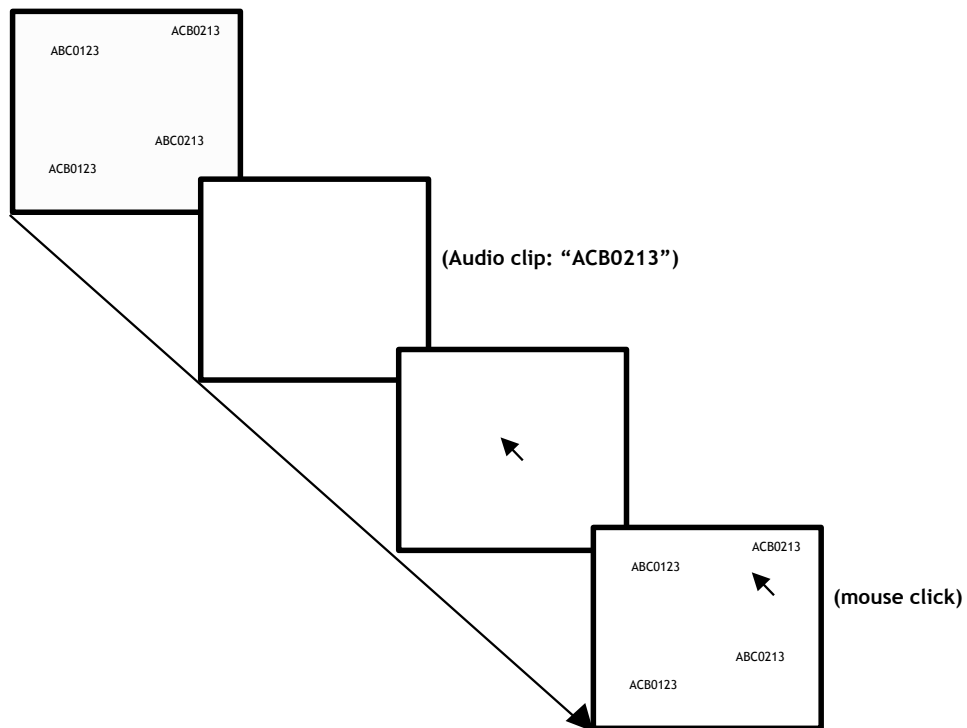 ACB0213
ABC0123
ABC0213
ACB0123
(Audio clip: “ACB0213”)
ACB0213
ABC0123
(mouse click)
ABC0213
ACB0123